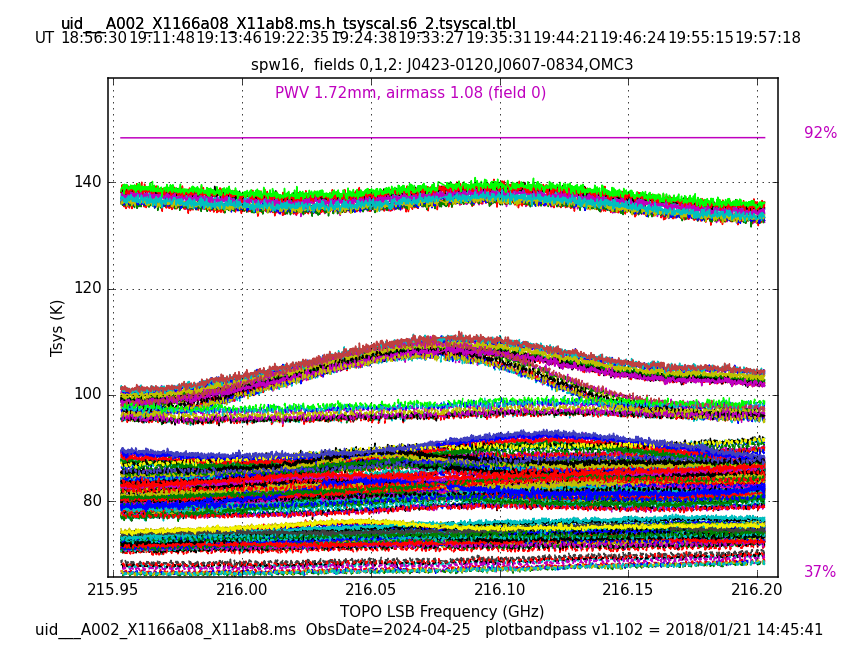 uid___A002_X1166a08_X11ab8.ms.h_tsyscal.s6_2.tsyscal.tbl
UT 18:56:30 19:11:48 19:13:46 19:22:35 19:24:38 19:33:27 19:35:31 19:44:21 19:46:24 19:55:15 19:57:18
spw16,  fields 0,1,2: J0423-0120,J0607-0834,OMC3
PWV 1.72mm, airmass 1.08 (field 0)
92%
140
120
100
80
Tsys (K)
37%
215.95 216.00 216.05 216.10 216.15 216.20
TOPO LSB Frequency (GHz)
uid___A002_X1166a08_X11ab8.ms  ObsDate=2024-04-25  plotbandpass v1.102 = 2018/01/21 14:45:41